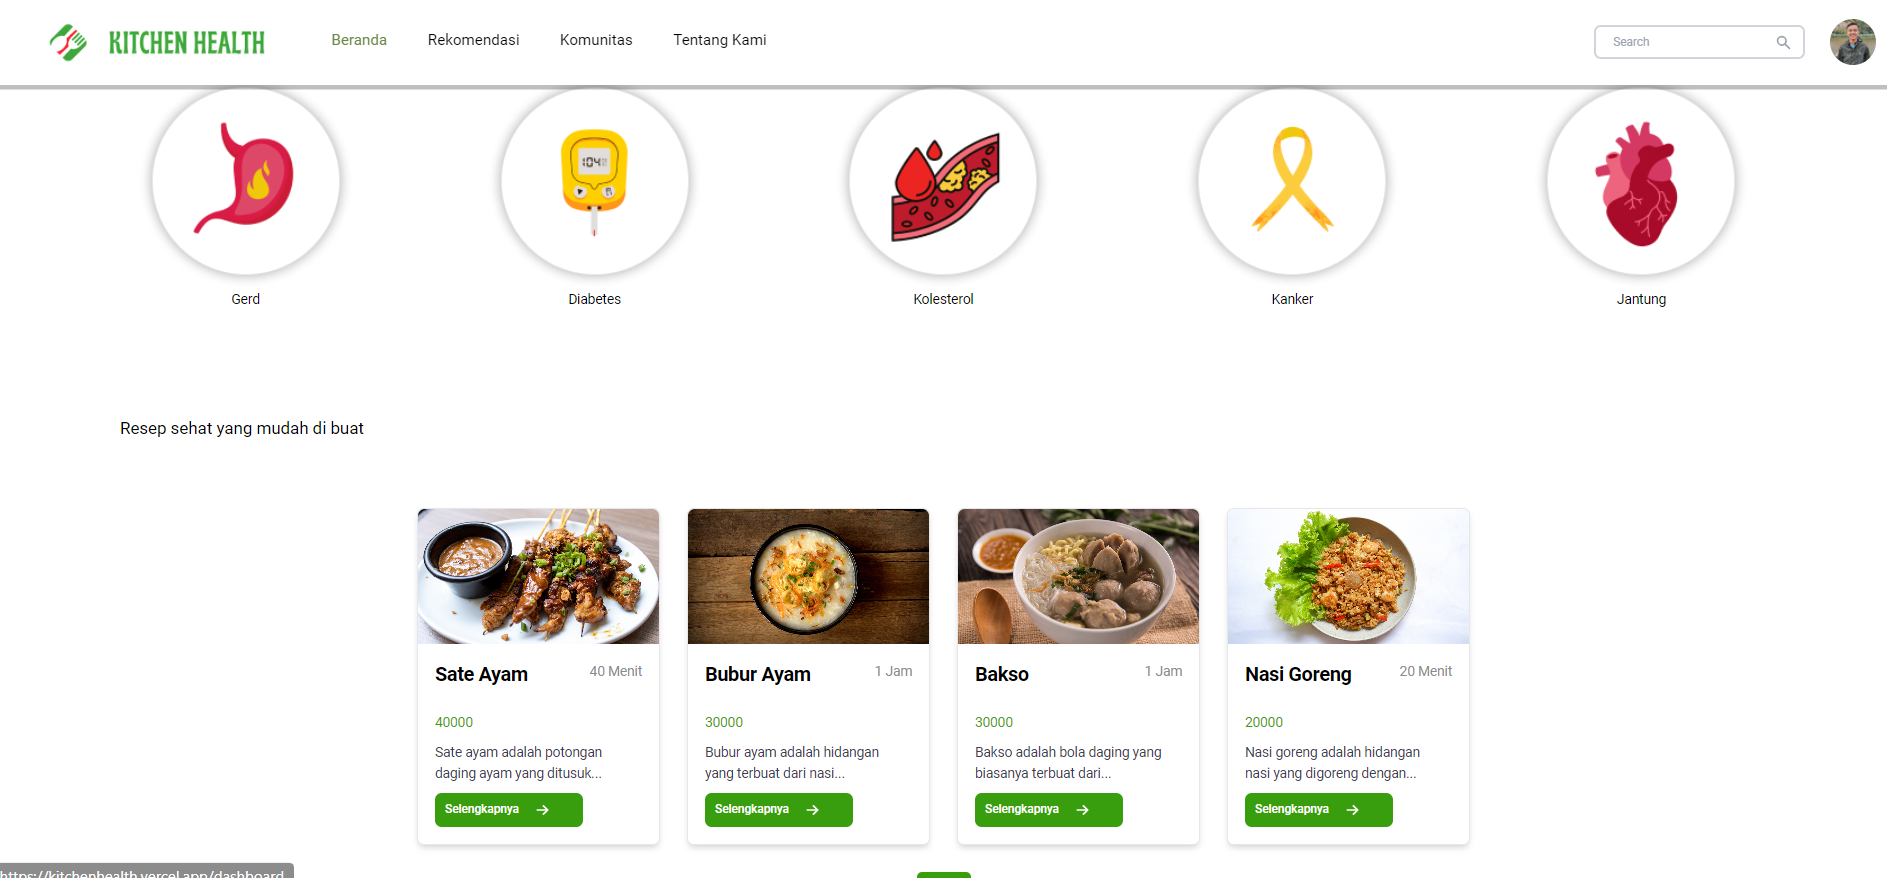 KITCHEN HEALTH
Beranda
Rekomendasi
Komunitas
Tentang Kami
Search
104
Gerd
Diabetes
Kolesterol
Kanker
Jantung
Resep sehat yang mudah di buat
Sate Ayam
40 Menit
40000
Sate ayam adalah potongan
daging ayam yang ditusuk...
Selengkapnya
Bubur Ayam
1 Jam
30000
Bubur ayam adalah hidangan
yang terbuat dari nasi...
Selengkapnya
Bakso
1 Jam
30000
Bakso adalah bola daging yang
biasanya terbuat dari...
Selengkapnya
Nasi Goreng
20 Menit
20000
Nasi goreng adalah hidangan
nasi yang digoreng dengan...
Selengkapnya
https://kitchenhealth.vercel.app/dashboard